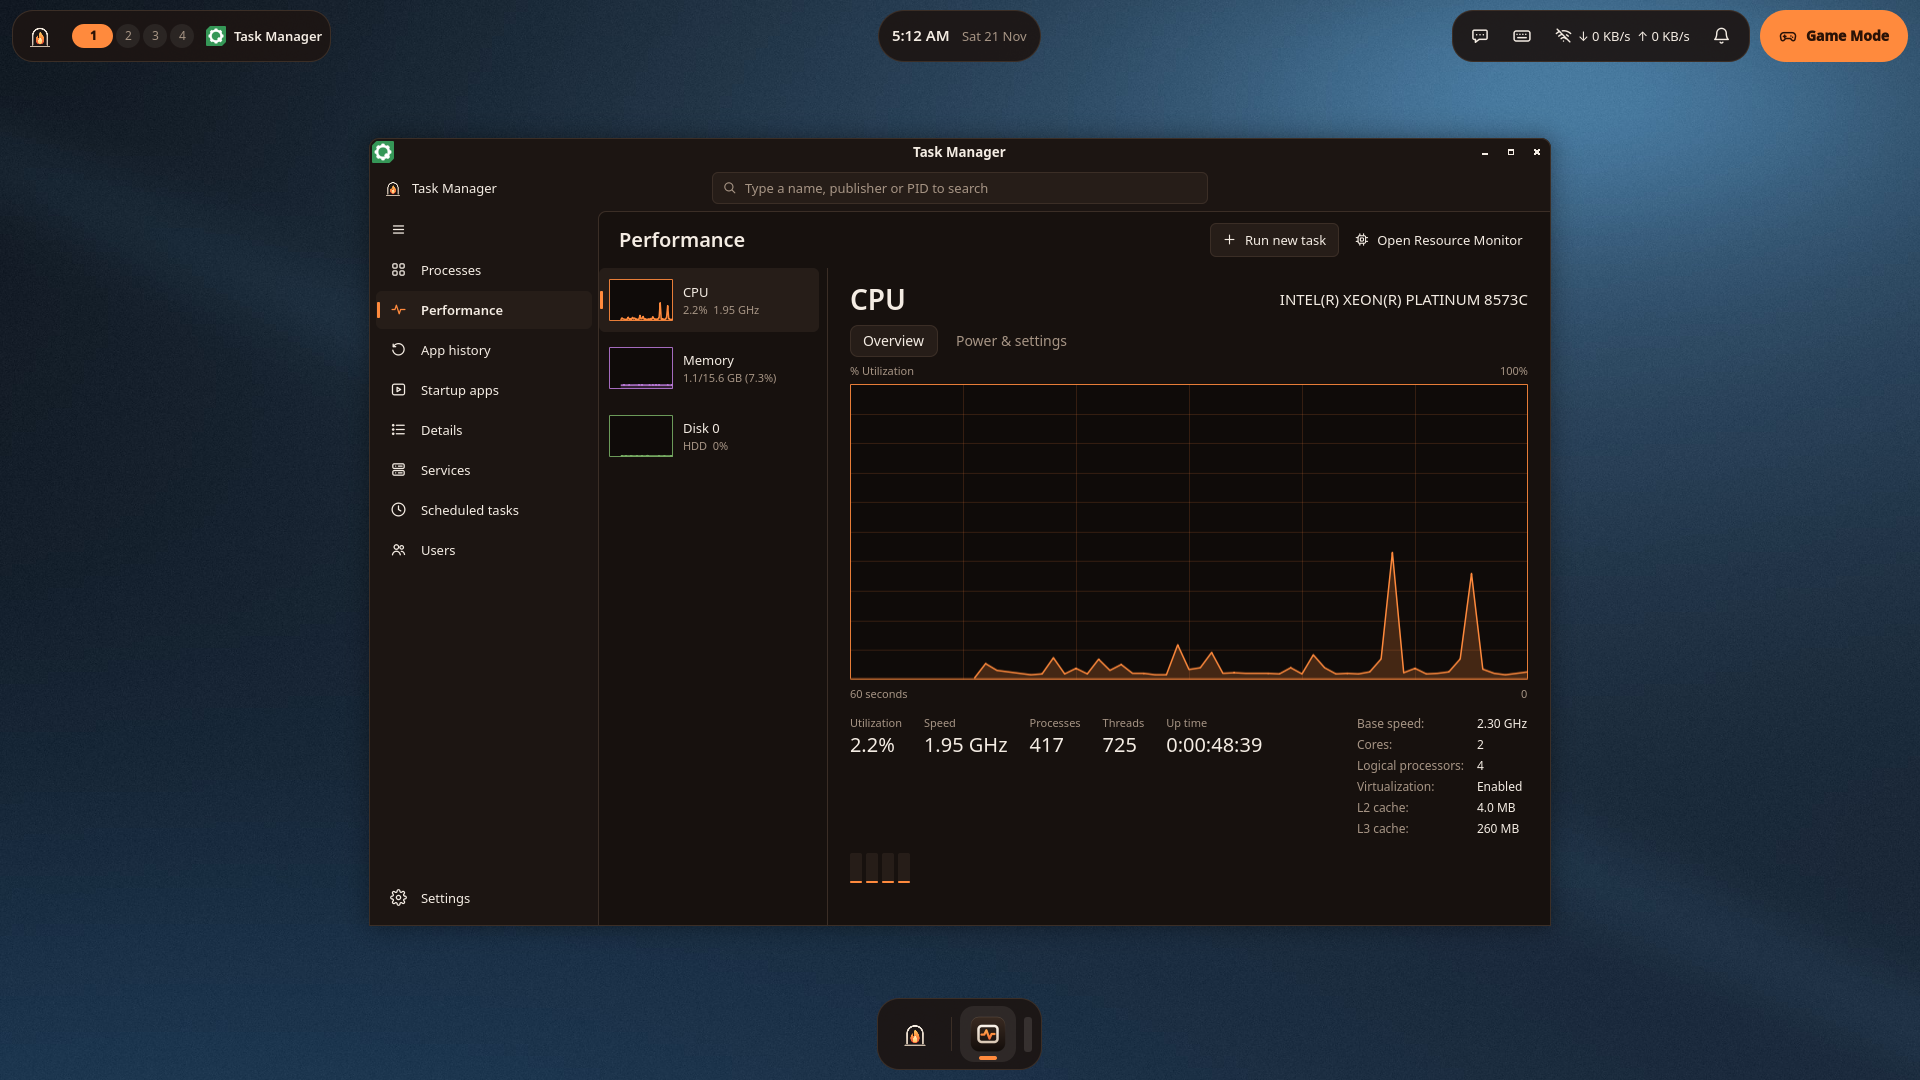 1 2 3 4 Task Manager
5:12 AM Sat 21 Nov
↓ 0 KB/s ↑ 0 KB/s
Game Mode
Task Manager
Task Manager
Type a name, publisher or PID to search
Processes
Performance
App history
Startup apps
Details
Services
Scheduled tasks
Users
Settings
Performance
Run new task
Open Resource Monitor
CPU
2.2% 1.95 GHz
Memory
1.1/15.6 GB (7.3%)
Disk 0
HDD 0%
CPU
INTEL(R) XEON(R) PLATINUM 8573C
Overview
Power & settings
% Utilization
100%
60 seconds
0
Utilization Speed Processes Threads Up time
2.2% 1.95 GHz 417 725 0:00:48:39
Base speed: 2.30 GHz
Cores: 2
Logical processors: 4
Virtualization: Enabled
L2 cache: 4.0 MB
L3 cache: 260 MB